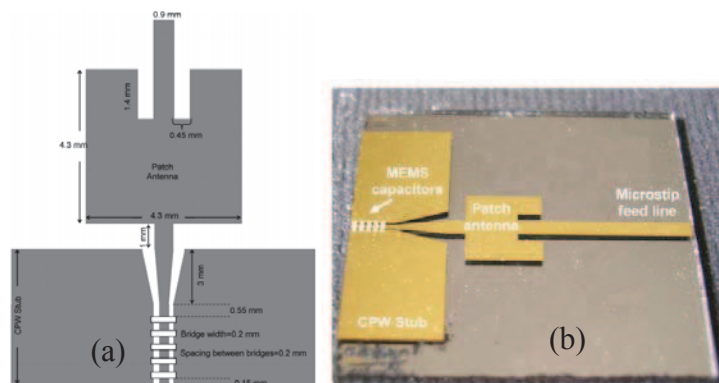 0.9 mm
1.4 mm
4.3 mm
0.45 mm
Patch
Antenna
4.3 mm
1 mm
3 mm
CPW Stub
0.55 mm
Bridge width=0.2 mm
(a)
Spacing between bridges=0.2 mm
MEMS
capacitors
Patch
antenna
Microstip
feed line
CPW Stub
(b)